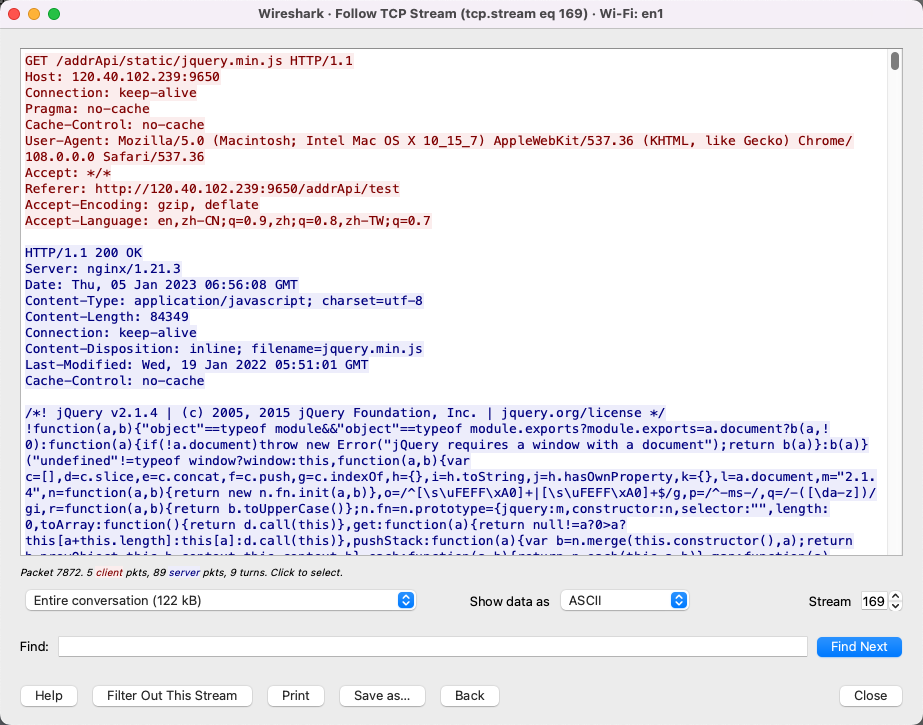 Wireshark · Follow TCP Stream (tcp.stream eq 169) · Wi-Fi: en1
GET /addrApi/static/jquery.min.js HTTP/1.1
Host: 120.40.102.239:9650
Connection: keep-alive
Pragma: no-cache
Cache-Control: no-cache
User-Agent: Mozilla/5.0 (Macintosh; Intel Mac OS X 10_15_7) AppleWebKit/537.36 (KHTML, like Gecko) Chrome/
108.0.0.0 Safari/537.36
Accept: */*
Referer: http://120.40.102.239:9650/addrApi/test
Accept-Encoding: gzip, deflate
Accept-Language: en,zh-CN;q=0.9,zh;q=0.8,zh-TW;q=0.7
HTTP/1.1 200 OK
Server: nginx/1.21.3
Date: Thu, 05 Jan 2023 06:56:08 GMT
Content-Type: application/javascript; charset=utf-8
Content-Length: 84349
Connection: keep-alive
Content-Disposition: inline; filename=jquery.min.js
Last-Modified: Wed, 19 Jan 2022 05:51:01 GMT
Cache-Control: no-cache
/*! jQuery v2.1.4 | (c) 2005, 2015 jQuery Foundation, Inc. | jquery.org/license */
!function(a,b){"object"==typeof module&&"object"==typeof module.exports?module.exports=a.document?b(a,!
0):function(a){if(!a.document)throw new Error("jQuery requires a window with a document");return b(a)}:b(a)}
("undefined"!=typeof window?window:this,function(a,b){var
c=[],d=c.slice,e=c.concat,f=c.push,g=c.indexOf,h={},i=h.toString,j=h.hasOwnProperty,k={},l=a.document,m="2.1.
4",n=function(a,b){return new n.fn.init(a,b)},o=/^[\s\uFEFF\xA0]+|[\s\uFEFF\xA0]+$/g,p=/^-ms-/,q=/-([\da-z])/
gi,r=function(a,b){return b.toUpperCase()};n.fn=n.prototype={jquery:m,constructor:n,selector:"",length:
0,toArray:function(){return d.call(this)},get:function(a){return null!=a?0>a?
this[a+this.length]:this[a]:d.call(this)},pushStack:function(a){var b=n.merge(this.constructor(),a);return
Packet 7872. 5 client pkts, 89 server pkts, 9 turns. Click to select.
Entire conversation (122 kB)
Show data as
ASCII
Stream
169
Find:
Find Next
Help
Filter Out This Stream
Print
Save as…
Back
Close